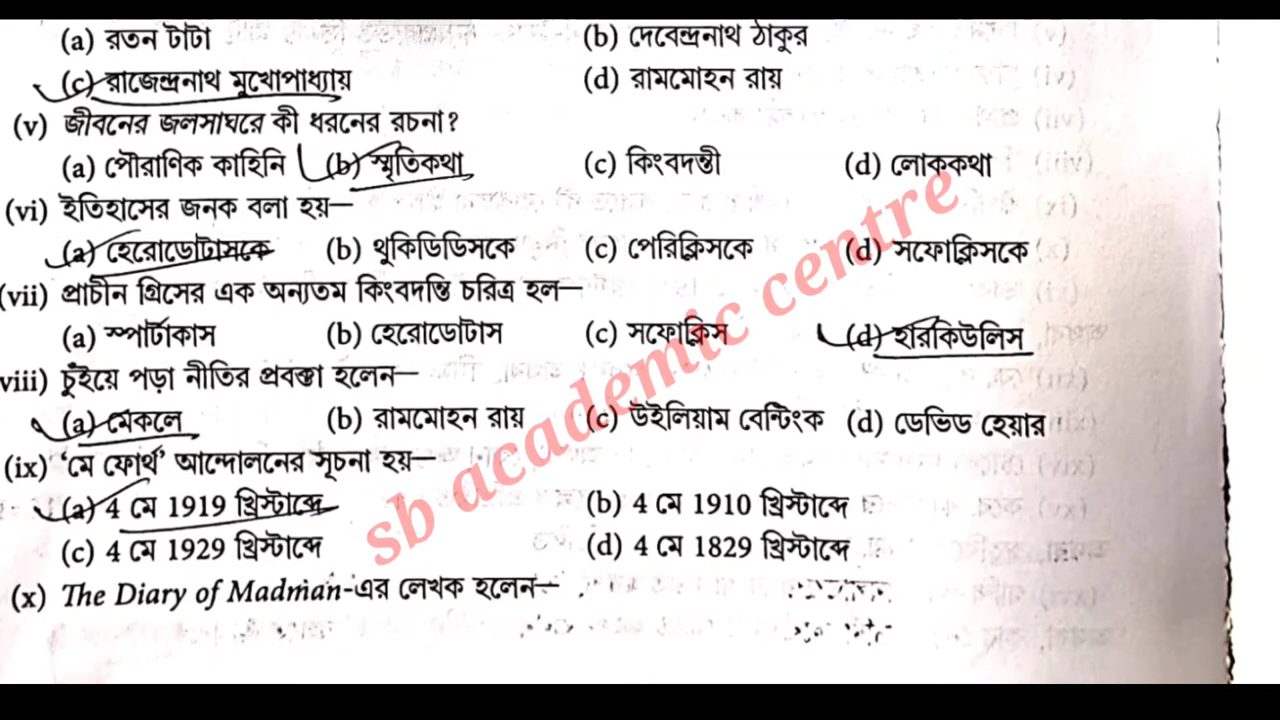 (a) রতন টাটা (b) দেবেন্দ্রনাথ ঠাকুর
(c) রাজেন্দ্রনাথ মুখোপাধ্যায় (d) রামমোহন রায়
(v) জীবনের জলসাঘরে কী ধরনের রচনা?
(a) পৌরাণিক কাহিনি (b) স্মৃতিকথা (c) কিংবদন্তী (d) লোককথা
(vi) ইতিহাসের জনক বলা হয়—
(a) হেরোডোটাসকে (b) থুকিডিডিসকে (c) পেরিক্লিসকে (d) সফোক্লিসকে
(vii) প্রাচীন গ্রিসের এক অন্যতম কিংবদন্তি চরিত্র হল—
(a) স্পার্টাকাস (b) হেরোডোটাস (c) সফোক্লিস (d) হারকিউলিস
viii) চুঁইয়ে পড়া নীতির প্রবক্তা হলেন—
(a) মেকলে (b) রামমোহন রায় (c) উইলিয়াম বেন্টিংক (d) ডেভিড হেয়ার
(ix) ‘মে ফোর্থ’ আন্দোলনের সূচনা হয়—
(a) 4 মে 1919 খ্রিস্টাব্দে (b) 4 মে 1910 খ্রিস্টাব্দে
(c) 4 মে 1929 খ্রিস্টাব্দে (d) 4 মে 1829 খ্রিস্টাব্দে
(x) The Diary of Madman-এর লেখক হলেন—
sb academic centre